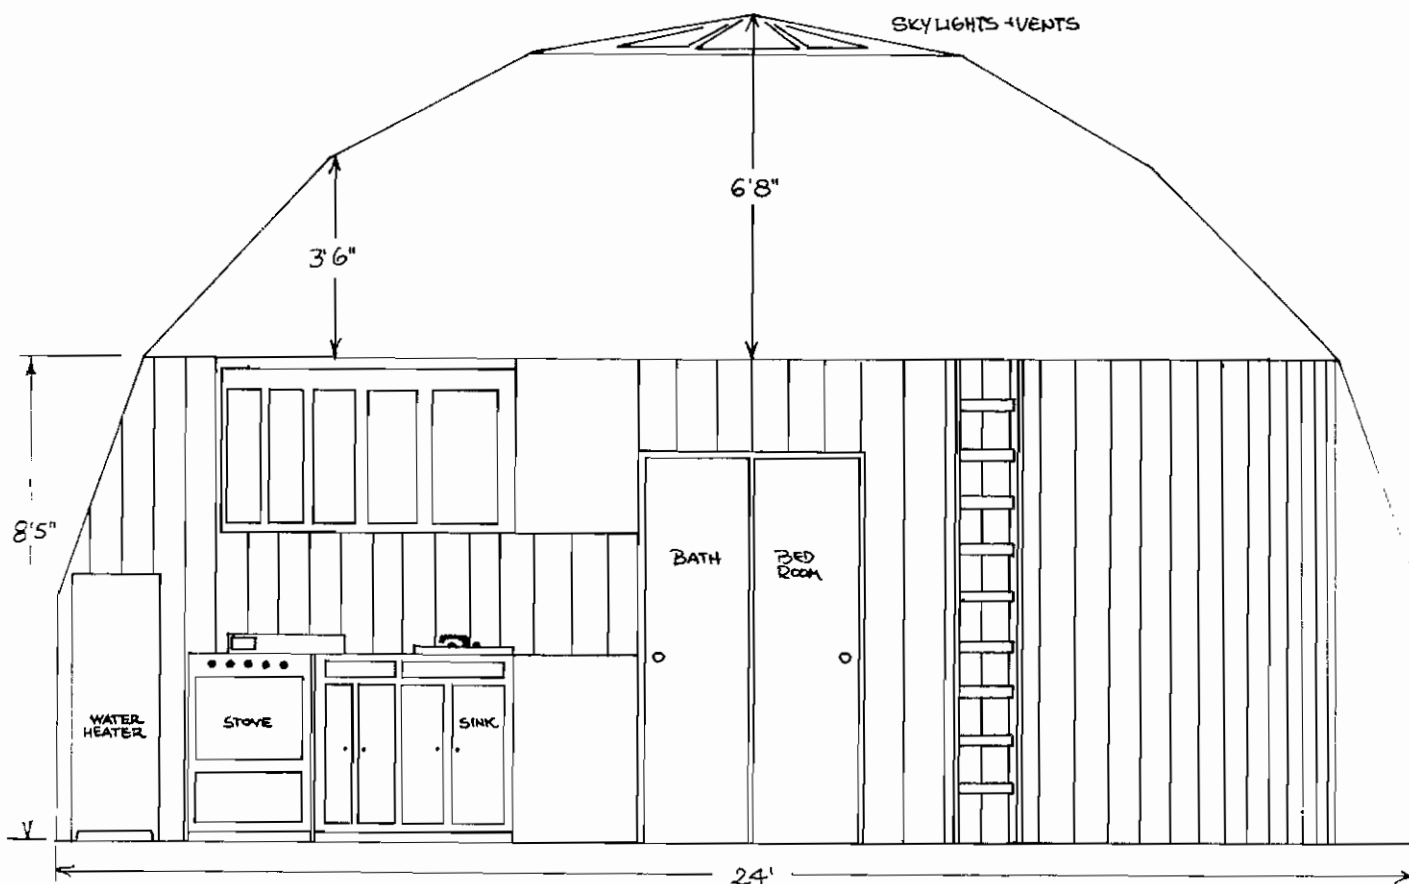 SKYLIGHTS + VENTS
6'8"
3'6"
8'5"
BATH
BED
ROOM
WATER
HEATER
STOVE
SINK
24'